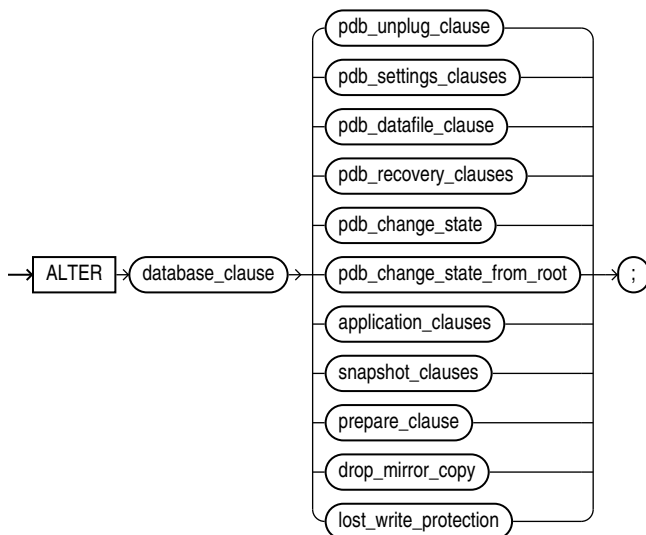 pdb_unplug_clause
pdb_settings_clauses
pdb_datafile_clause
pdb_recovery_clauses
pdb_change_state
ALTER database_clause pdb_change_state_from_root ;
application_clauses
snapshot_clauses
prepare_clause
drop_mirror_copy
lost_write_protection